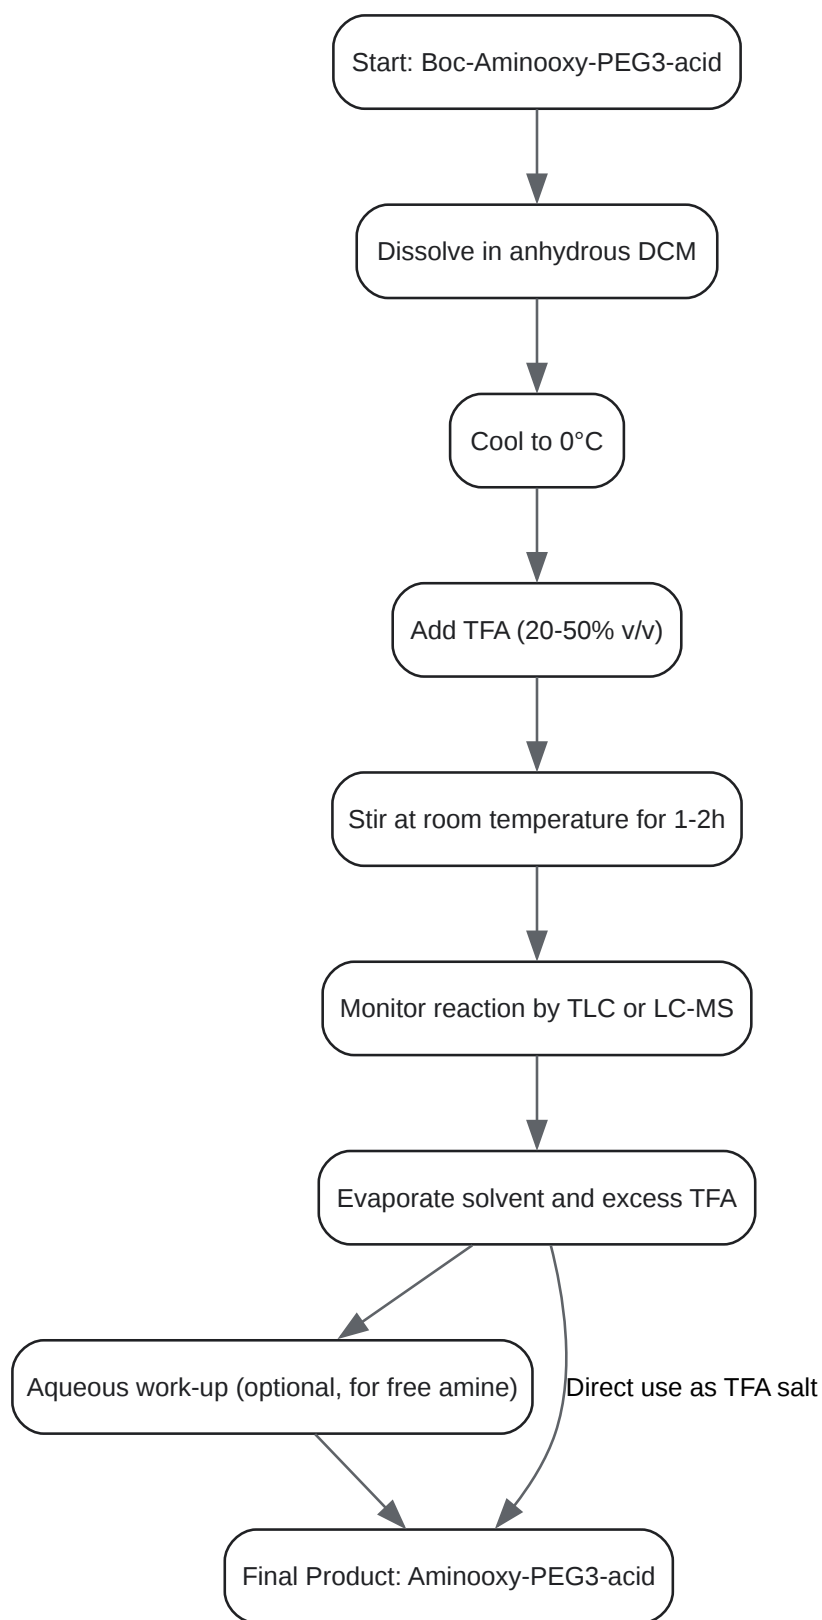 Start: Boc-Aminooxy-PEG3-acid
Dissolve in anhydrous DCM
Cool to 0°C
Add TFA (20-50% v/v)
Stir at room temperature for 1-2h
Monitor reaction by TLC or LC-MS
Evaporate solvent and excess TFA
Aqueous work-up (optional, for free amine)
Direct use as TFA salt
Final Product: Aminooxy-PEG3-acid